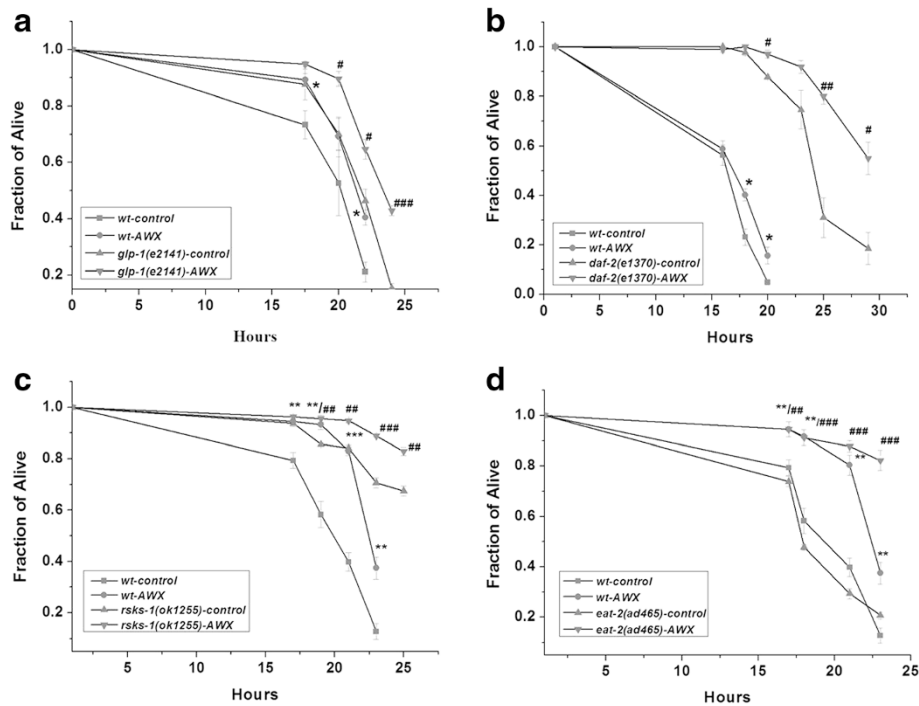 a
Fraction of Alive
1.0
0.8
0.6
0.4
0.2
0
5
10
15
20
25
Hours
*
*
#
#
###
wt-control
wt-AWX
glp-1(e2141)-control
glp-1(e2141)-AWX
b
Fraction of Alive
1.0
0.8
0.6
0.4
0.2
0.0
0
5
10
15
20
25
30
Hours
#
##
#
*
*
wt-control
wt-AWX
daf-2(e1370)-control
daf-2(e1370)-AWX
c
Fraction of Alive
1.0
0.8
0.6
0.4
0.2
5
10
15
20
25
Hours
**
**/##
##
***
###
##
**
wt-control
wt-AWX
rsks-1(ok1255)-control
rsks-1(ok1255)-AWX
d
Fraction of Alive
1.0
0.8
0.6
0.4
0.2
5
10
15
20
25
Hours
**/##
**/###
###
###
**
**
wt-control
wt-AWX
eat-2(ad465)-control
eat-2(ad465)-AWX